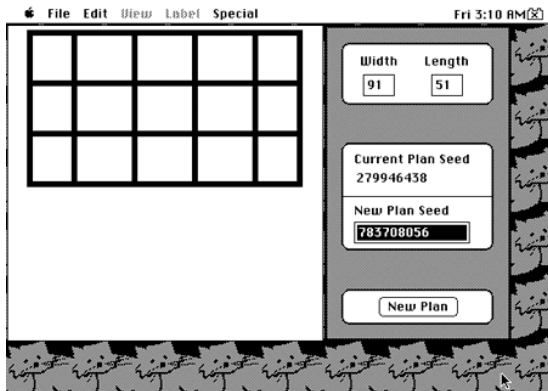 File Edit View Label Special Fri 3:10 AM
Width Length
91 51
Current Plan Seed
279946438
New Plan Seed
783708056
New Plan